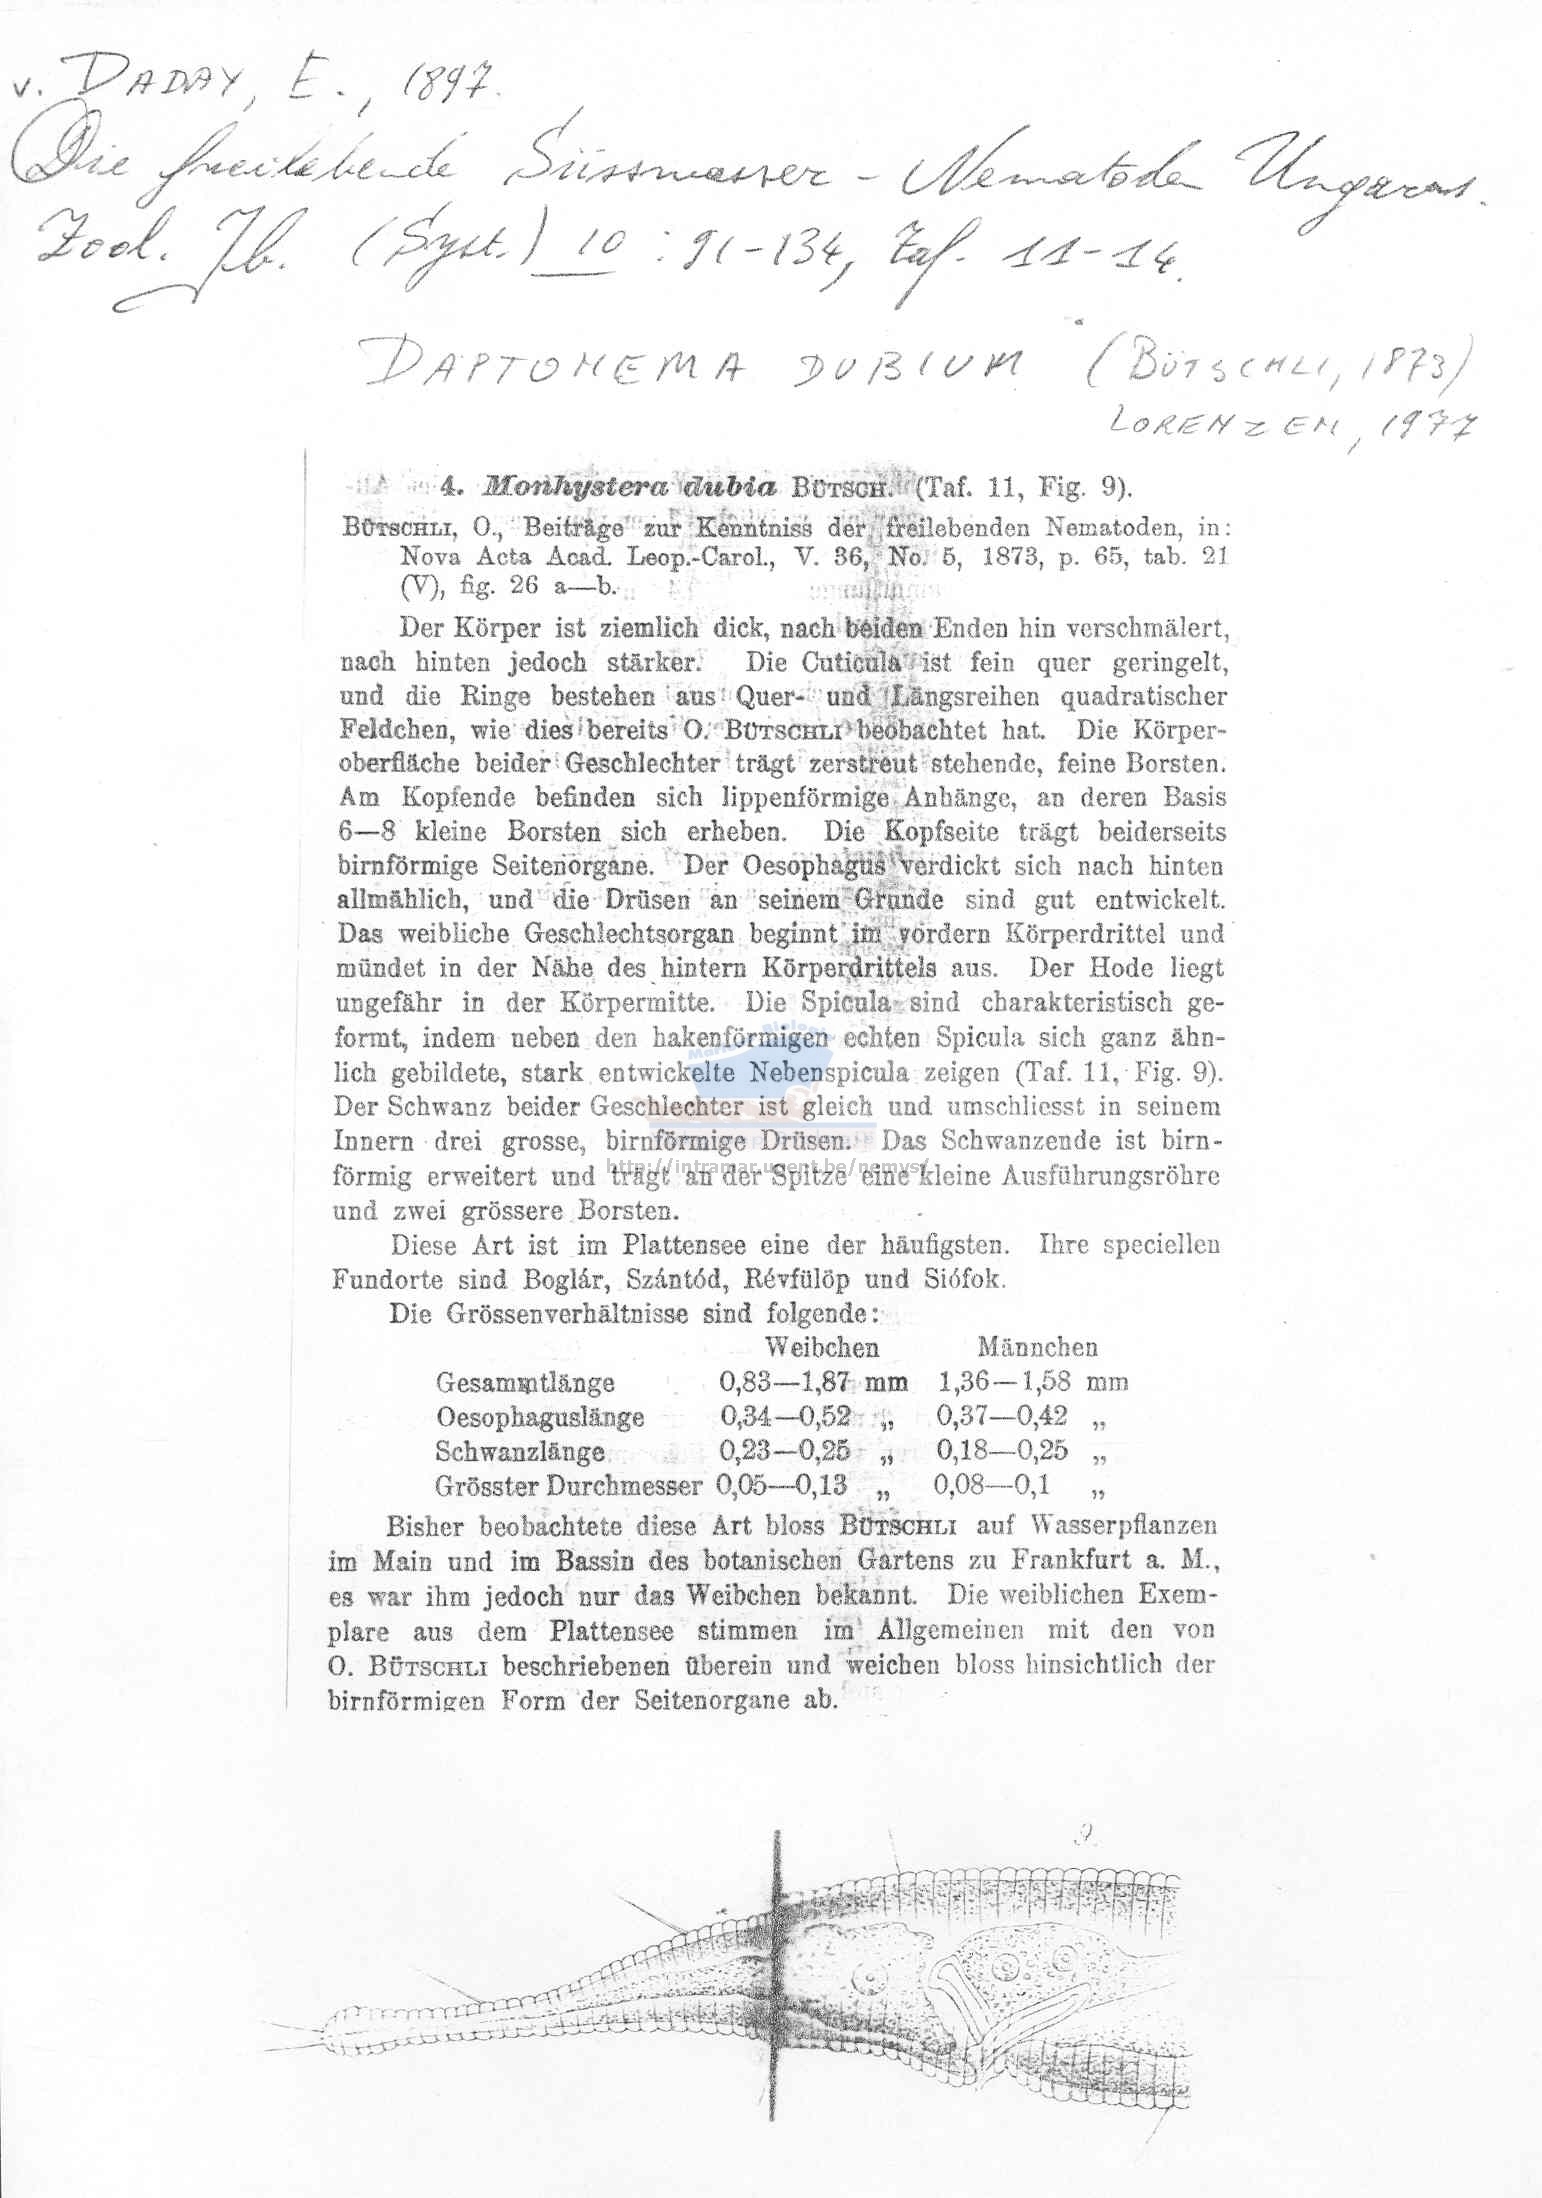 v. DADAY, E., 1897.
Die freilebende Süsswasser-Nematoden Ungarns.
Zool. Jb. (Syst.) 10 : 91-134, Taf. 11-14.
DAPTONEMA DUBIUM (BÜTSCHLI, 1873)
LORENZEN, 1977
4. Monhystera dubia BÜTSCH. (Taf. 11, Fig. 9).
BÜTSCHLI, O., Beiträge zur Kenntniss der freilebenden Nematoden, in:
Nova Acta Acad. Leop.-Carol., V. 36, No. 5, 1873, p. 65, tab. 21
(V), fig. 26 a—b.
Der Körper ist ziemlich dick, nach beiden Enden hin verschmälert,
nach hinten jedoch stärker. Die Cuticula ist fein quer geringelt,
und die Ringe bestehen aus Quer- und Längsreihen quadratischer
Feldchen, wie dies bereits O. BÜTSCHLI beobachtet hat. Die Körper-
oberfläche beider Geschlechter trägt zerstreut stehende, feine Borsten.
Am Kopfende befinden sich lippenförmige Anhänge, an deren Basis
6—8 kleine Borsten sich erheben. Die Kopfseite trägt beiderseits
birnförmige Seitenorgane. Der Oesophagus verdickt sich nach hinten
allmählich, und die Drüsen an seinem Grunde sind gut entwickelt.
Das weibliche Geschlechtsorgan beginnt im vordern Körperdrittel und
mündet in der Nähe des hintern Körperdrittels aus. Der Hode liegt
ungefähr in der Körpermitte. Die Spicula sind charakteristisch ge-
formt, indem neben den hakenförmigen echten Spicula sich ganz ähn-
lich gebildete, stark entwickelte Nebenspicula zeigen (Taf. 11, Fig. 9).
Der Schwanz beider Geschlechter ist gleich und umschliesst in seinem
Innern drei grosse, birnförmige Drüsen. Das Schwanzende ist birn-
http://intramar.ugent.be/nemys/
förmig erweitert und trägt an der Spitze eine kleine Ausführungsröhre
und zwei grössere Borsten.
Diese Art ist im Plattensee eine der häufigsten. Ihre speciellen
Fundorte sind Boglár, Szántód, Révfülöp und Siófok.
Die Grössenverhältnisse sind folgende:
Weibchen Männchen
Gesammtlänge 0,83—1,87 mm 1,36—1,58 mm
Oesophaguslänge 0,34—0,52 „ 0,37—0,42 „
Schwanzlänge 0,23—0,25 „ 0,18—0,25 „
Grösster Durchmesser 0,05—0,13 „ 0,08—0,1 „
Bisher beobachtete diese Art bloss BÜTSCHLI auf Wasserpflanzen
im Main und im Bassin des botanischen Gartens zu Frankfurt a. M.,
es war ihm jedoch nur das Weibchen bekannt. Die weiblichen Exem-
plare aus dem Plattensee stimmen im Allgemeinen mit den von
O. BÜTSCHLI beschriebenen überein und weichen bloss hinsichtlich der
birnförmigen Form der Seitenorgane ab.
9.